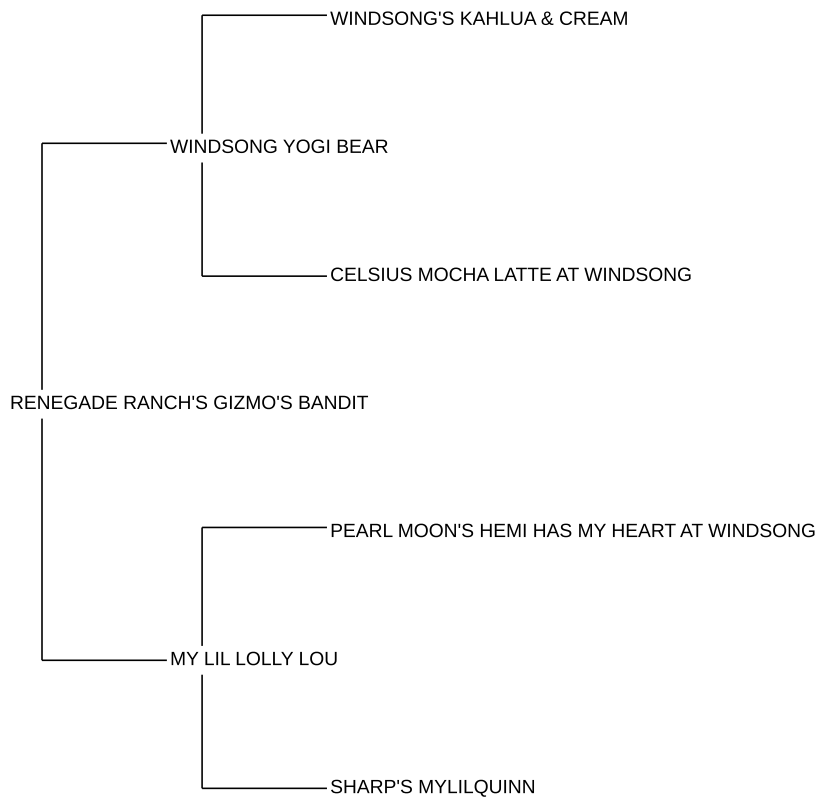 WINDSONG'S KAHLUA & CREAM
WINDSONG YOGI BEAR
CELSIUS MOCHA LATTE AT WINDSONG
RENEGADE RANCH'S GIZMO'S BANDIT
PEARL MOON'S HEMI HAS MY HEART AT WINDSONG
MY LIL LOLLY LOU
SHARP'S MYLILQUINN